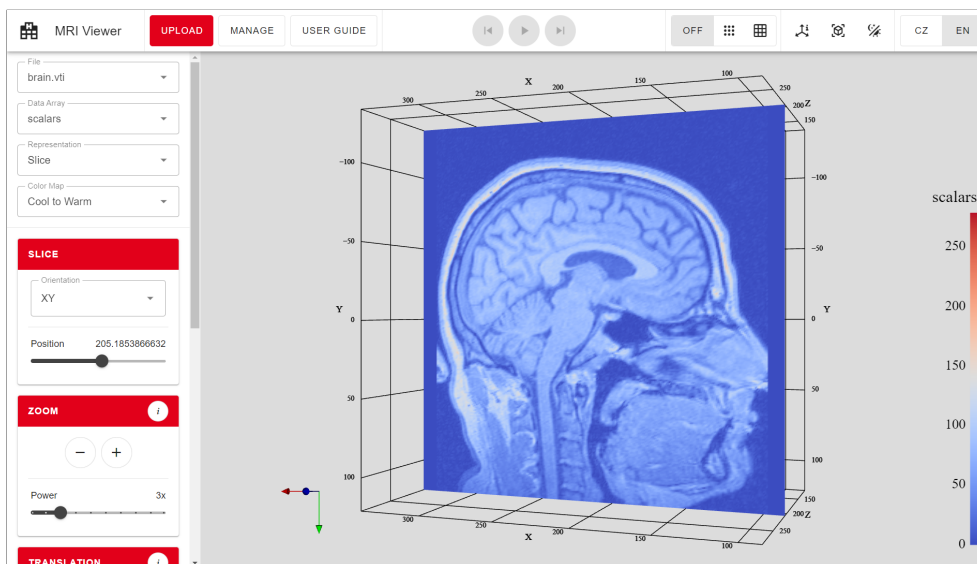 MRI Viewer UPLOAD MANAGE USER GUIDE OFF CZ EN
File
brain.vti
Data Array
scalars
Representation
Slice
Color Map
Cool to Warm
SLICE
Orientation
XY
Position 205.1853866632
ZOOM i
− +
Power 3x
TRANSLATION i
X
300 250 200 150 100
250
200 Z
150
−100 −100
−50 −50
Y 0 0 Y
50 50
100 100
150
200 Z
250
300 250 200 150 100
X
scalars
250
200
150
100
50
0